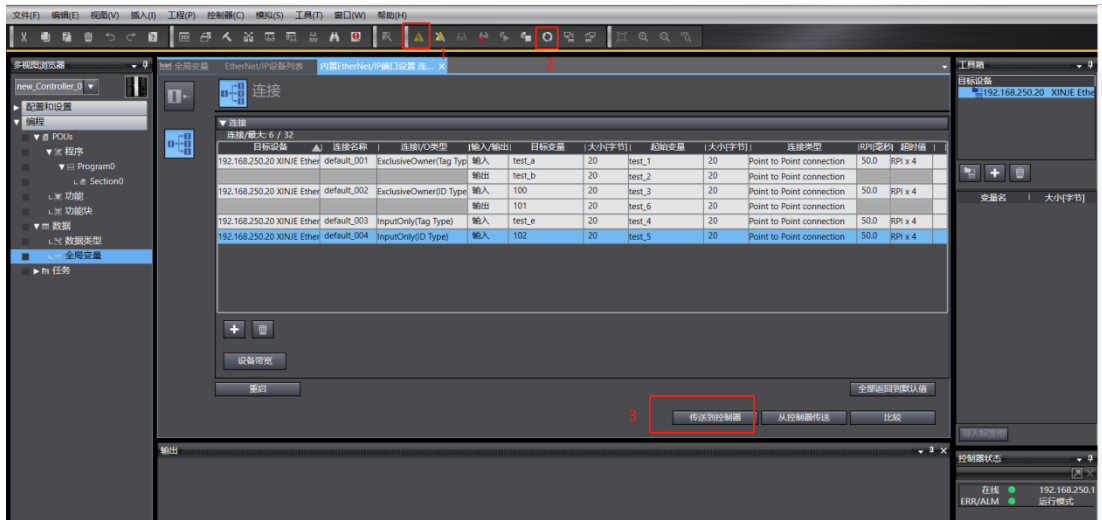 文件(F) 编辑(E) 视图(V) 插入(I) 工程(P) 控制器(C) 模拟(S) 工具(T) 窗口(W) 帮助(H)
1
2
多视图浏览器
new_Controller_0
配置和设置
编程
POUs
程序
Program0
Section0
功能
功能块
数据
数据类型
全局变量
任务
全局变量 EtherNet/IP设备列表 内置EtherNet/IP端口设置 连...
连接
连接
连接/最大: 6 / 32
目标设备 连接名称 连接I/O类型 输入/输出 目标变量 大小[字节] 起始变量 大小[字节] 连接类型 RPI[毫秒] 超时值
192.168.250.20 XINJE Ether default_001 ExclusiveOwner(Tag Typ 输入 test_a 20 test_1 20 Point to Point connection 50.0 RPI x 4
输出 test_b 20 test_2 20 Point to Point connection
192.168.250.20 XINJE Ether default_002 ExclusiveOwner(ID Type 输入 100 20 test_3 20 Point to Point connection 50.0 RPI x 4
输出 101 20 test_6 20 Point to Point connection
192.168.250.20 XINJE Ether default_003 InputOnly(Tag Type) 输入 test_e 20 test_4 20 Point to Point connection 50.0 RPI x 4
192.168.250.20 XINJE Ether default_004 InputOnly(ID Type) 输入 102 20 test_5 20 Point to Point connection 50.0 RPI x 4
设备带宽
重启 全部返回到默认值
3 传送到控制器 从控制器传送 比较
输出
工具箱
目标设备
192.168.250.20 XINJE Ethe
变量名 大小[字节]
导入标签组
控制器状态
在线 192.168.250.1
ERR/ALM 运行模式